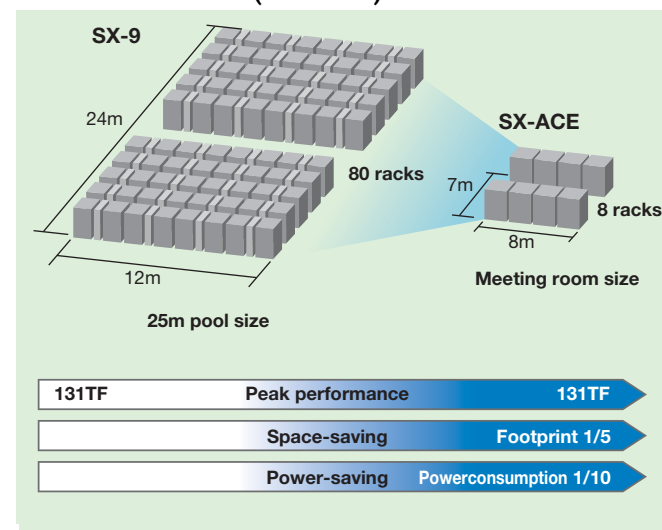 SX-9
24m
SX-ACE
80 racks
7m
8 racks
8m
12m
Meeting room size
25m pool size
131TF Peak performance 131TF
Space-saving Footprint 1/5
Power-saving Powerconsumption 1/10